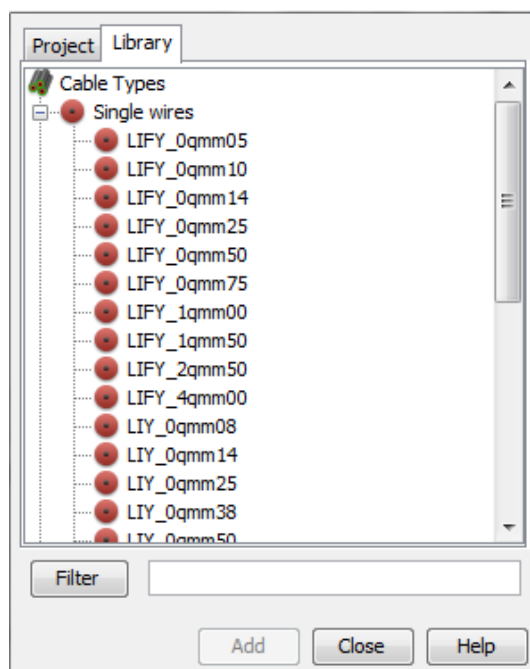 Project Library
Cable Types
Single wires
LIFY_0qmm05
LIFY_0qmm10
LIFY_0qmm14
LIFY_0qmm25
LIFY_0qmm50
LIFY_0qmm75
LIFY_1qmm00
LIFY_1qmm50
LIFY_2qmm50
LIFY_4qmm00
LIY_0qmm08
LIY_0qmm14
LIY_0qmm25
LIY_0qmm38
LIY_0qmm50
Filter
Add Close Help